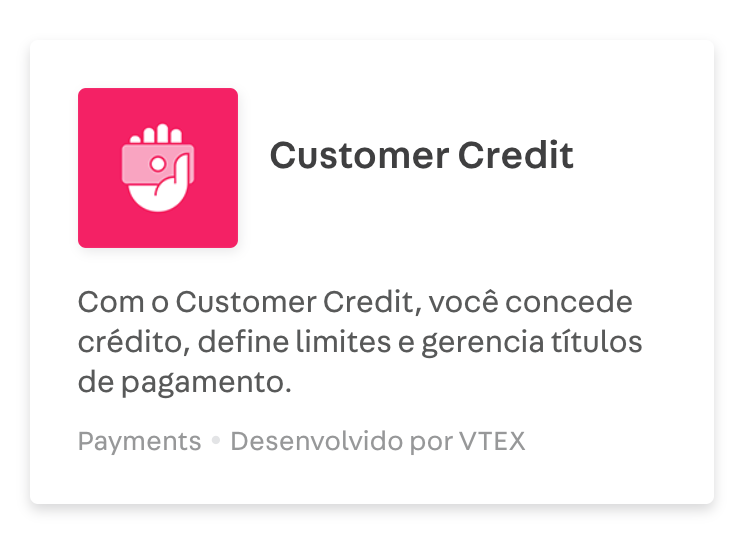 Customer Credit
Com o Customer Credit, você concede
crédito, define limites e gerencia títulos
de pagamento.
Payments • Desenvolvido por VTEX